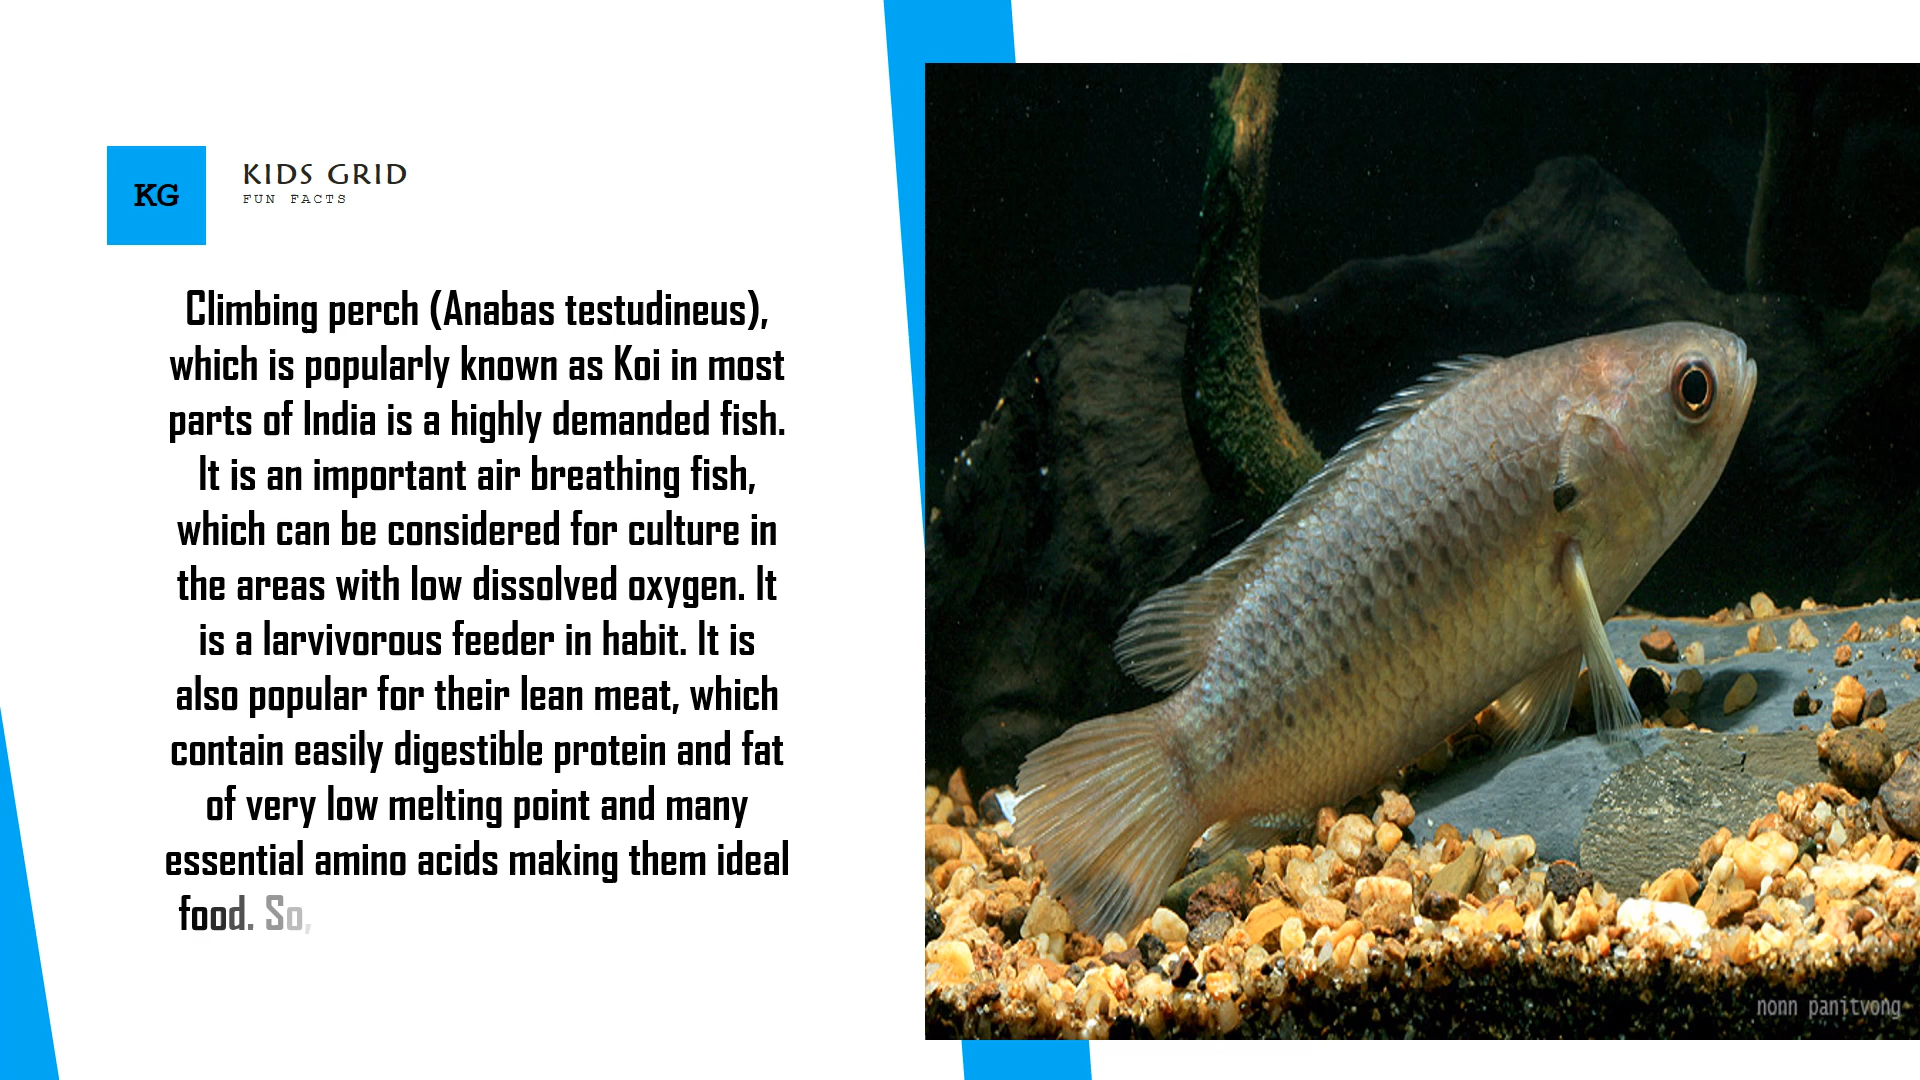 KG
KIDS GRID
FUN FACTS
Climbing perch (Anabas testudineus),
which is popularly known as Koi in most
parts of India is a highly demanded fish.
It is an important air breathing fish,
which can be considered for culture in
the areas with low dissolved oxygen. It
is a larvivorous feeder in habit. It is
also popular for their lean meat, which
contain easily digestible protein and fat
of very low melting point and many
essential amino acids making them ideal
food. So,
nonn panitvong